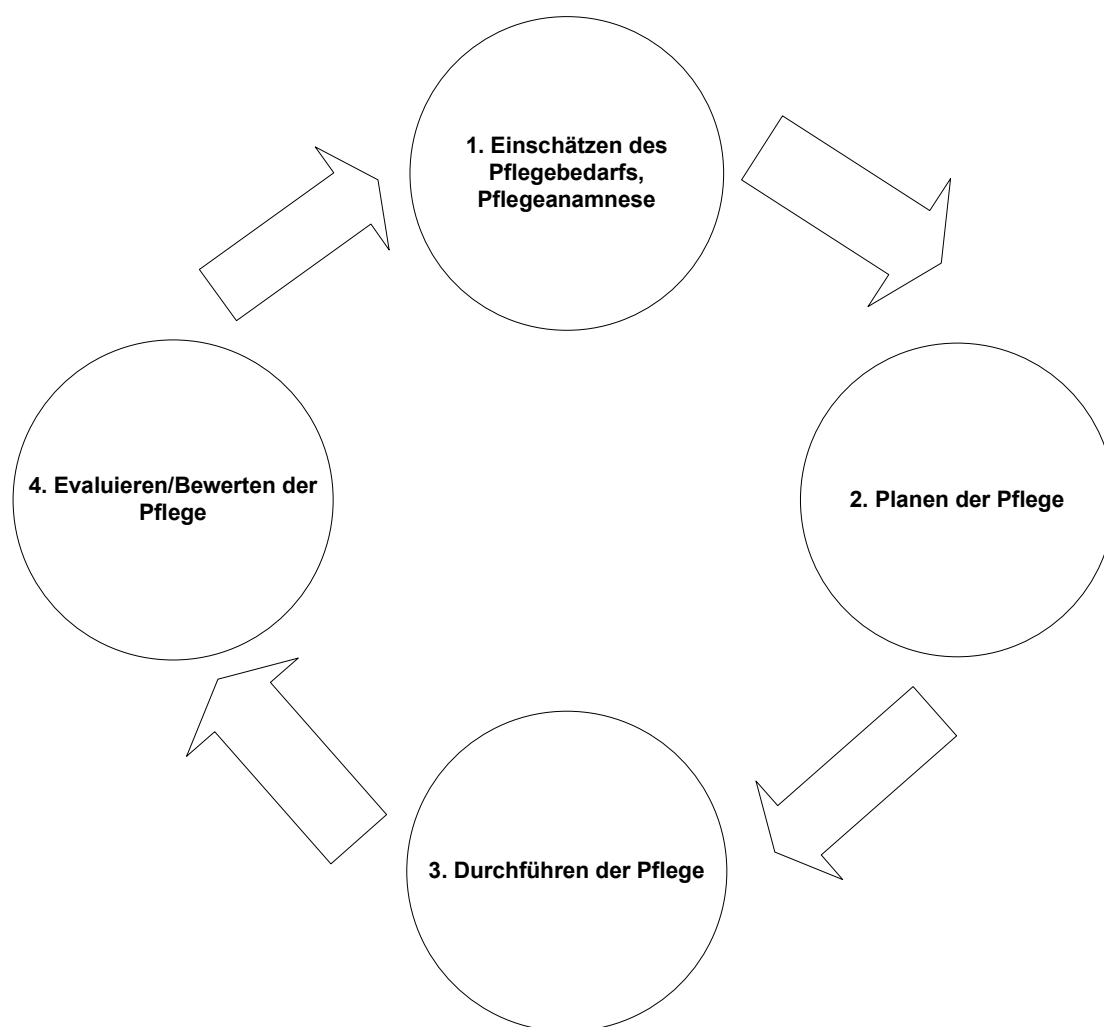 1. Einschätzen des
Pflegebedarfs,
Pflegeanamnese
2. Planen der Pflege
3. Durchführen der Pflege
4. Evaluieren/Bewerten der
Pflege